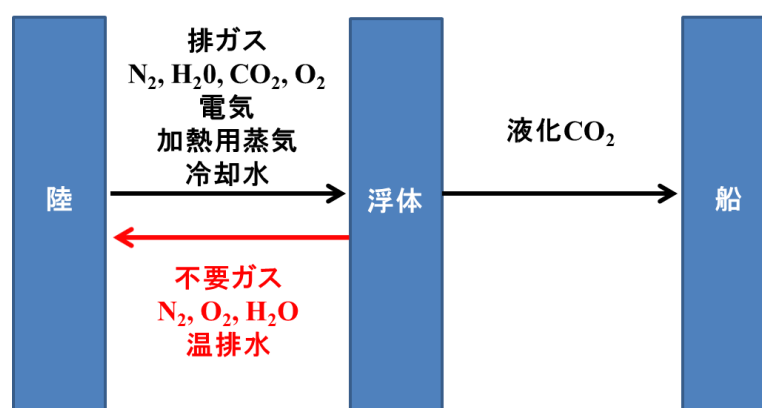 排ガス
N₂, H₂0, CO₂, O₂
電気
加熱用蒸気
冷却水
液化CO₂
陸
浮体
船
不要ガス
N₂, O₂, H₂O
温排水